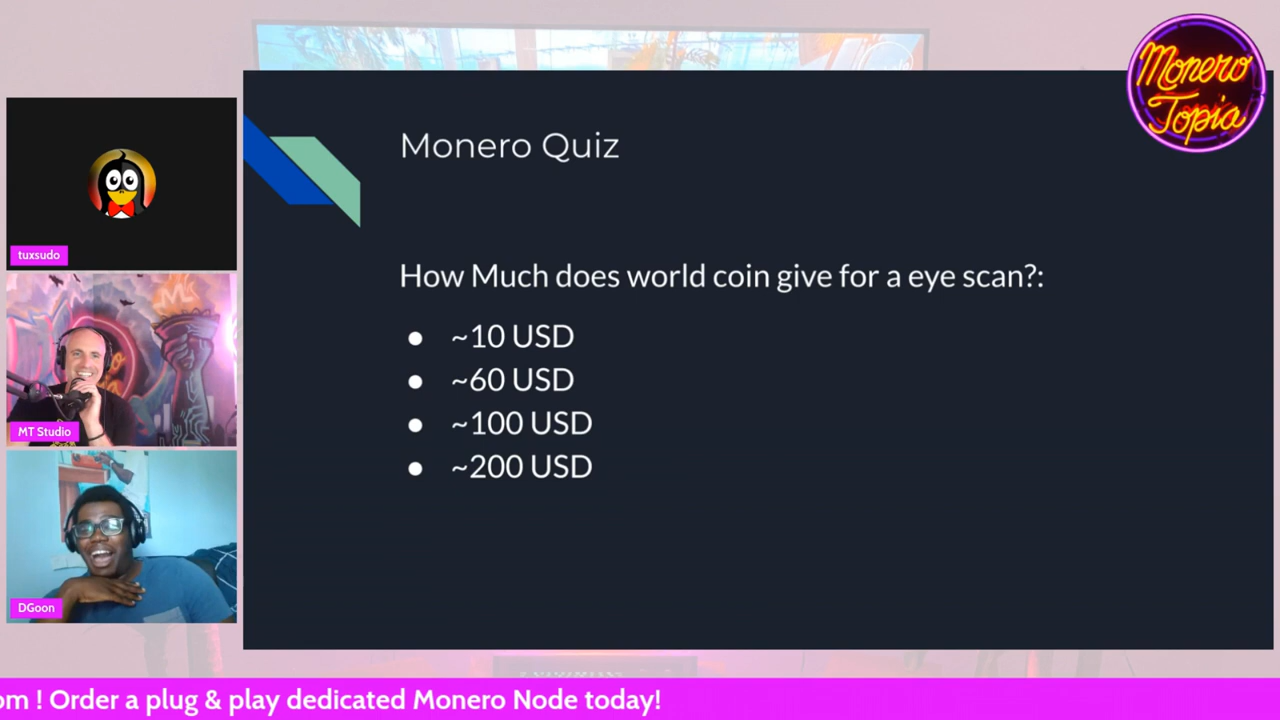 Monero
Topia
Monero Quiz
tuxsudo
How Much does world coin give for a eye scan?:
~10 USD
~60 USD
~100 USD
~200 USD
MT Studio
DGoon
om ! Order a plug & play dedicated Monero Node today!